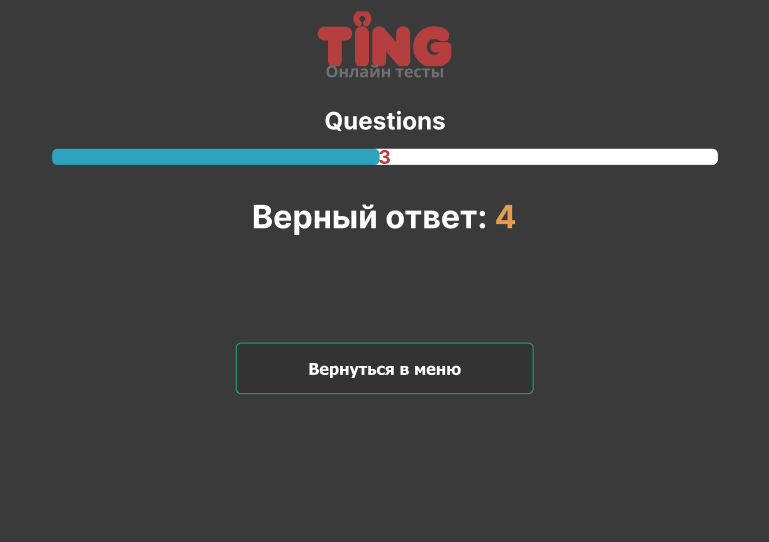 TING
Онлайн тесты
Questions
3
Верный ответ: 4
Вернуться в меню